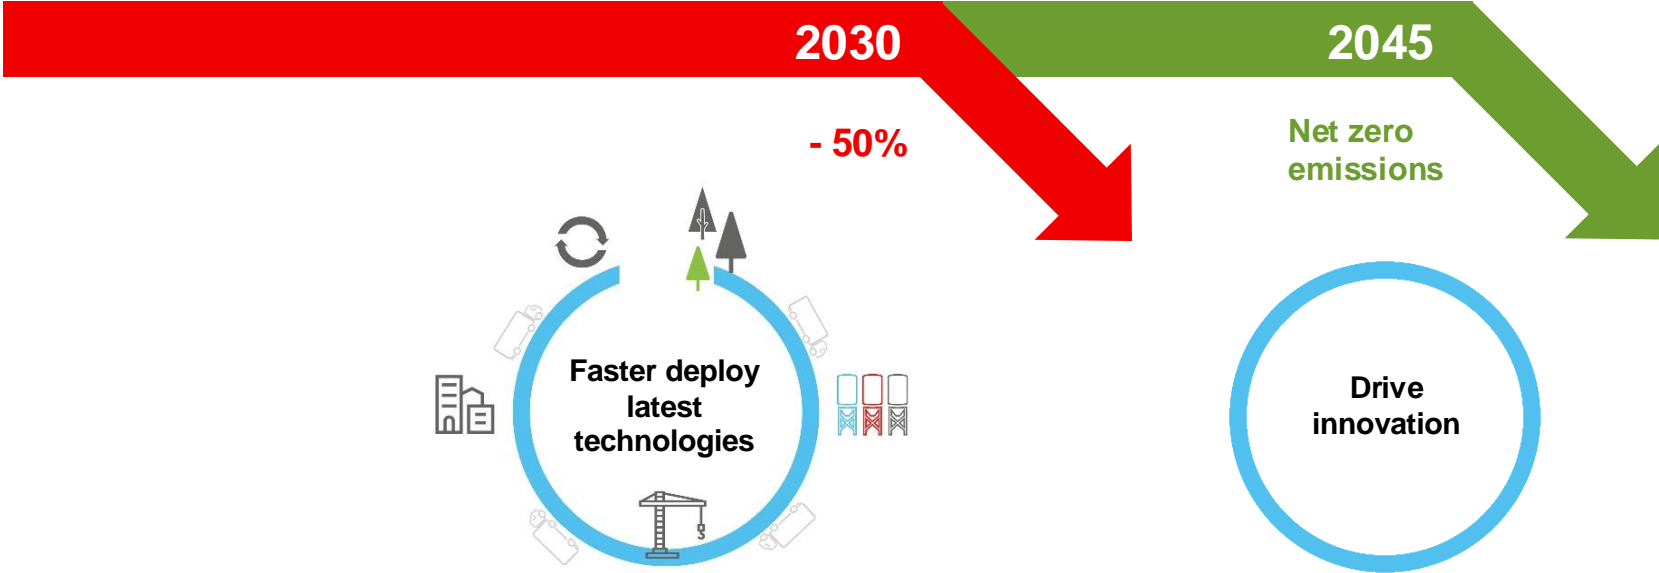 2030
2045
- 50%
Net zero
emissions
Faster deploy
latest
technologies
Drive
innovation